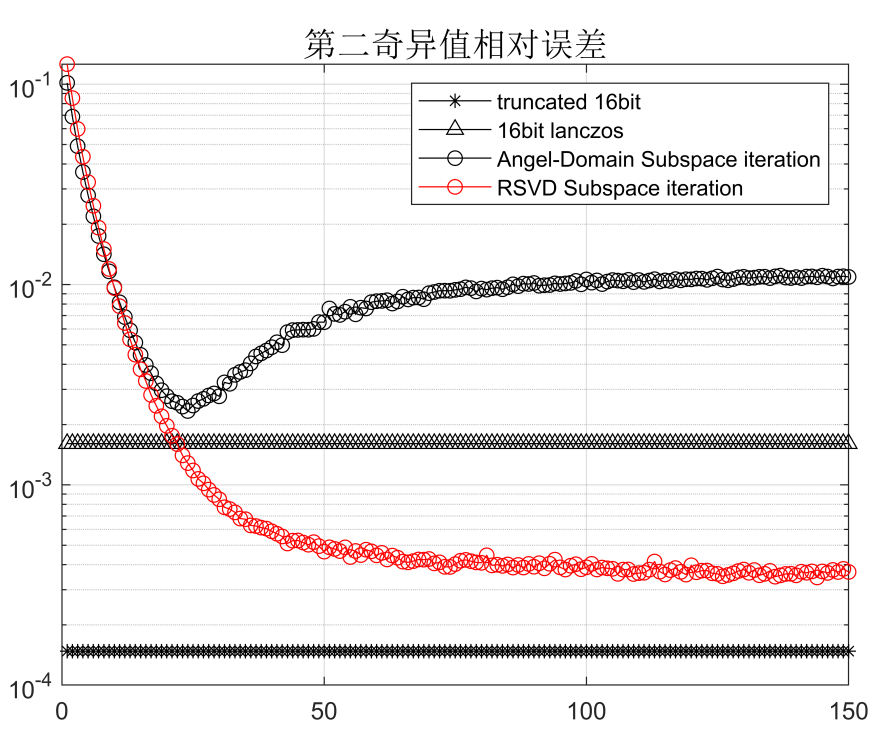 第二奇异值相对误差
10^-1
10^-2
10^-3
10^-4
truncated 16bit
16bit lanczos
Angel-Domain Subspace iteration
RSVD Subspace iteration
0
50
100
150